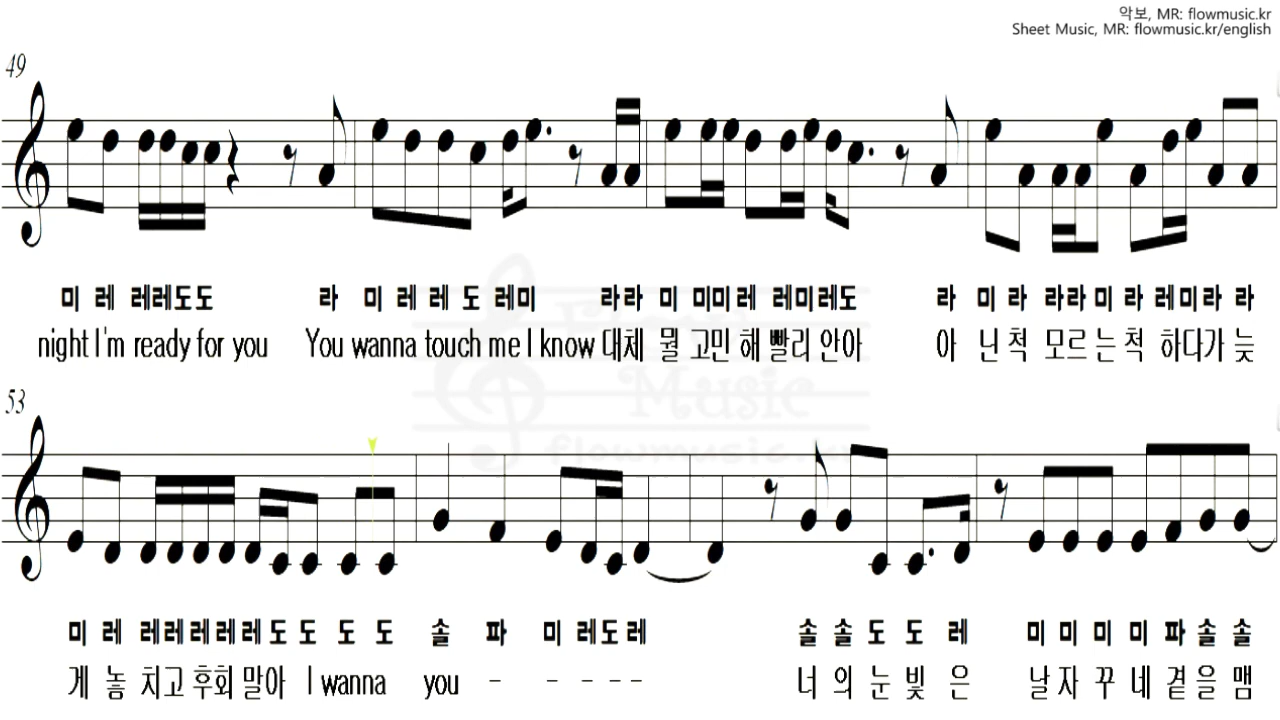 악보, MR: flowmusic.kr
Sheet Music, MR: flowmusic.kr/english
49
미 레 레레도도 라 미 레 레 도 레미 라라 미 미미 레 레미레도 라 미 라 라라 미 라 레미라 라
night I'm ready for you You wanna touch me I know 대체 뭘 고민 해 빨리 안아 아 닌 척 모르는 척 하다가 늦
Flow Music
flowmusic.kr
53
미 레 레레레레레도 도 도 도 솔 파 미 레도레 솔 솔 도 도 레 미 미 미 미 파 솔 솔
게 놓 치고 후회 말아 I wanna you - - - - - 너 의 눈 빛 은 날 자 꾸 네 곁 을 맴